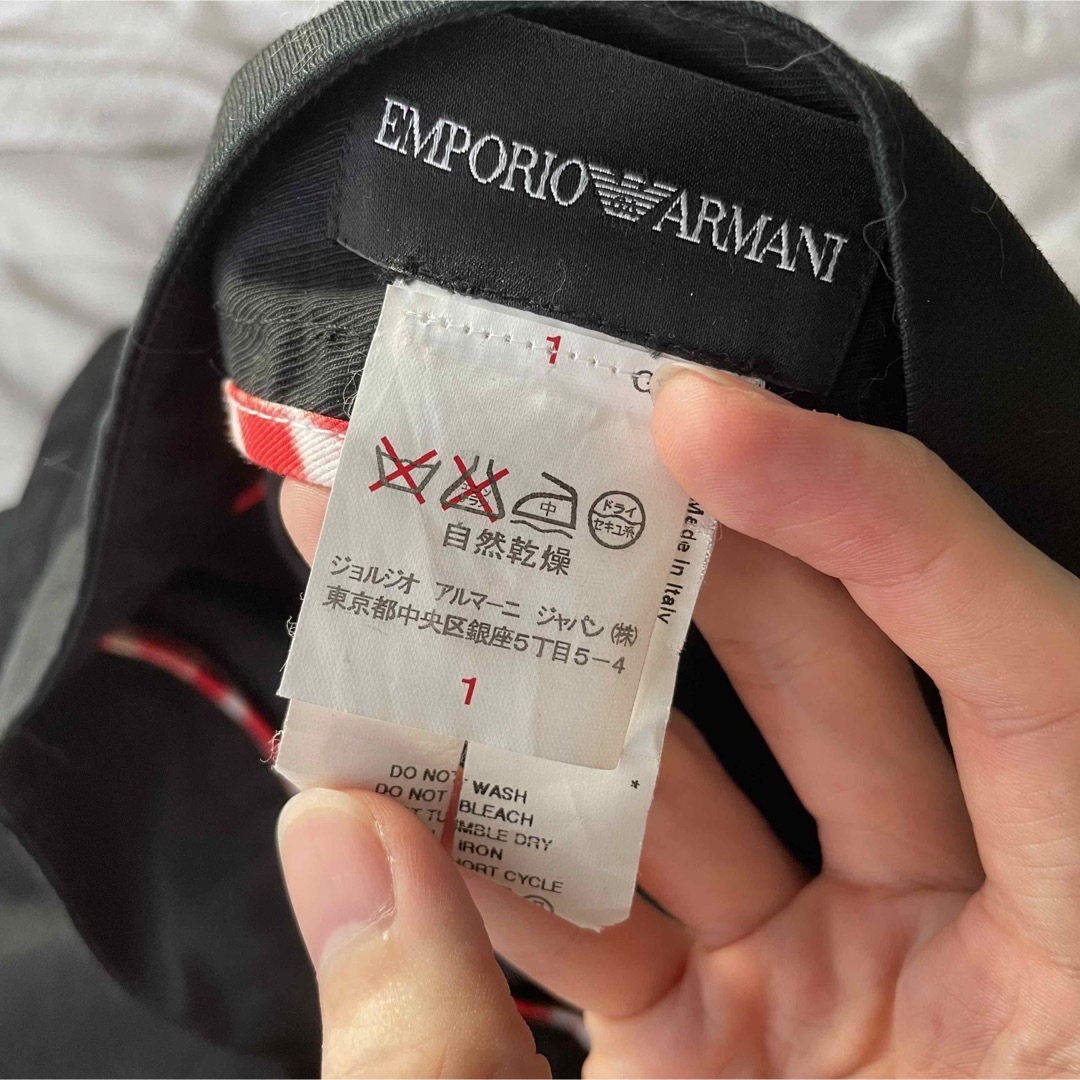 EMPORIO ARMANI
1
中
ドライ
セキユ系
自然乾燥
ジョルジオ アルマーニ ジャパン(株)
東京都中央区銀座5丁目5-4
1
Made In Italy
DO NOT WASH
DO NOT BLEACH
DRY
IRON
CYCLE
*